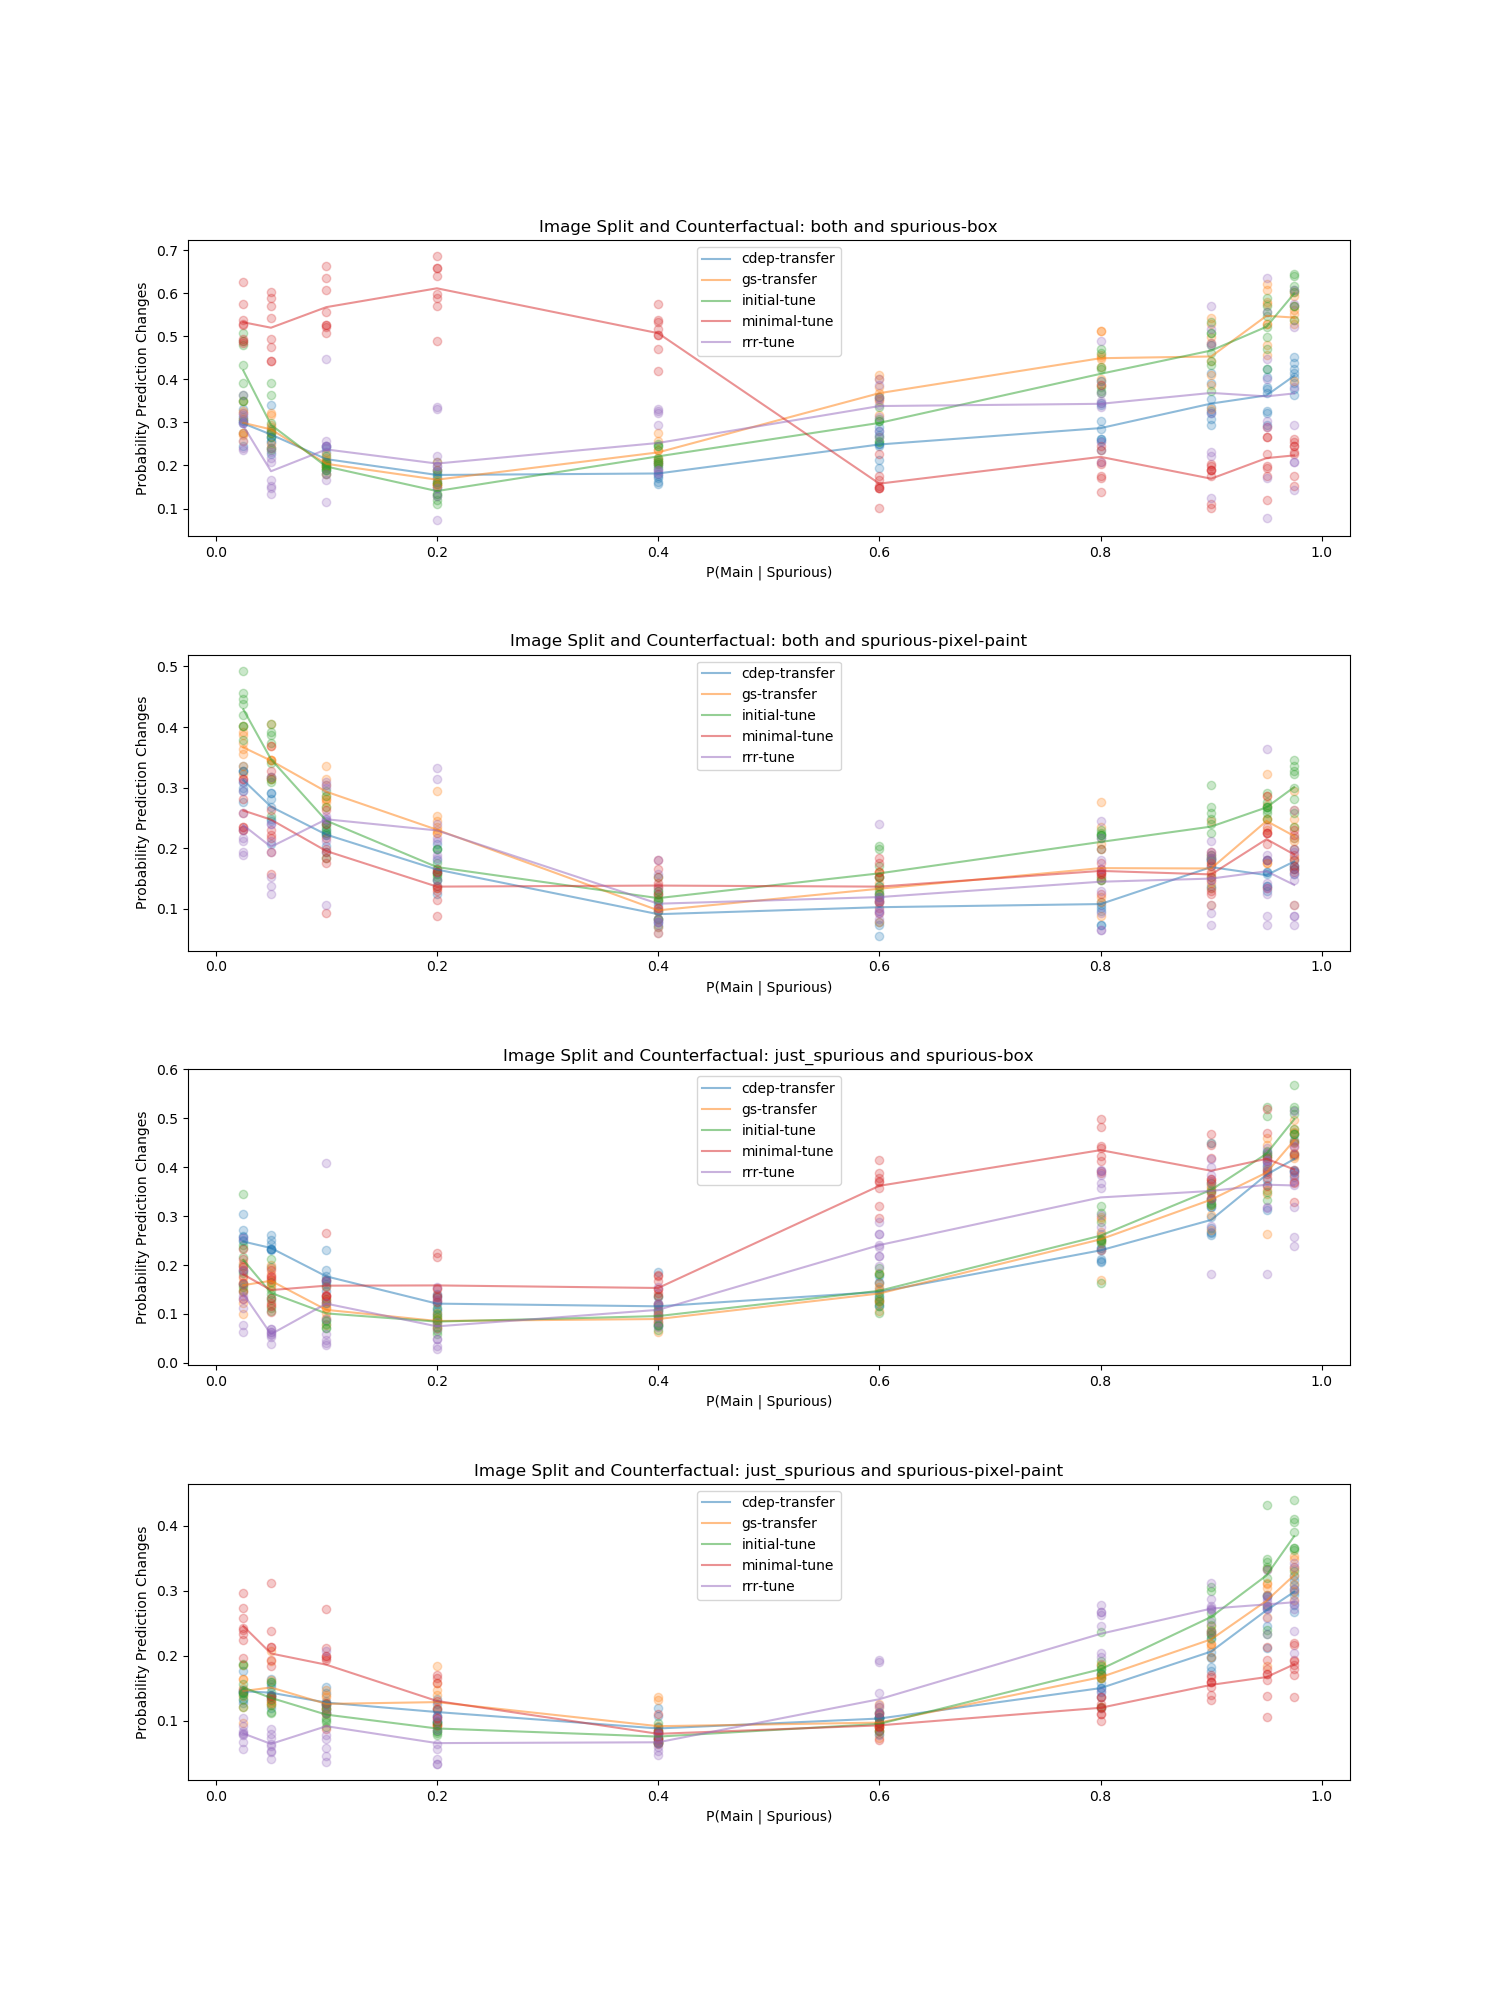 Image Split and Counterfactual: both and spurious-box
Probability Prediction Changes
0.7
0.6
0.5
0.4
0.3
0.2
0.1
cdep-transfer
gs-transfer
initial-tune
minimal-tune
rrr-tune
0.0 0.2 0.4 0.6 0.8 1.0
P(Main | Spurious)
Image Split and Counterfactual: both and spurious-pixel-paint
Probability Prediction Changes
0.5
0.4
0.3
0.2
0.1
cdep-transfer
gs-transfer
initial-tune
minimal-tune
rrr-tune
0.0 0.2 0.4 0.6 0.8 1.0
P(Main | Spurious)
Image Split and Counterfactual: just_spurious and spurious-box
Probability Prediction Changes
0.6
0.5
0.4
0.3
0.2
0.1
0.0
cdep-transfer
gs-transfer
initial-tune
minimal-tune
rrr-tune
0.0 0.2 0.4 0.6 0.8 1.0
P(Main | Spurious)
Image Split and Counterfactual: just_spurious and spurious-pixel-paint
Probability Prediction Changes
0.4
0.3
0.2
0.1
cdep-transfer
gs-transfer
initial-tune
minimal-tune
rrr-tune
0.0 0.2 0.4 0.6 0.8 1.0
P(Main | Spurious)